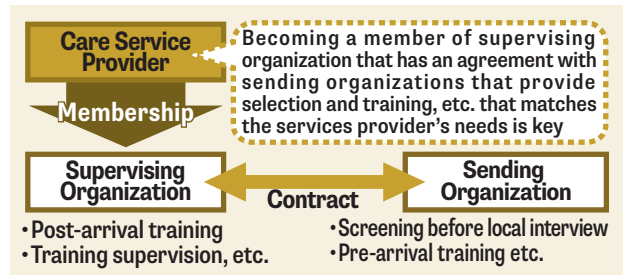 Care Service
Provider
Becoming a member of supervising
organization that has an agreement with
sending organizations that provide
selection and training, etc. that matches
the services provider's needs is key
Membership
Supervising
Organization
Contract
Sending
Organization
•Post-arrival training
•Training supervision, etc.
•Screening before local interview
•Pre-arrival training etc.